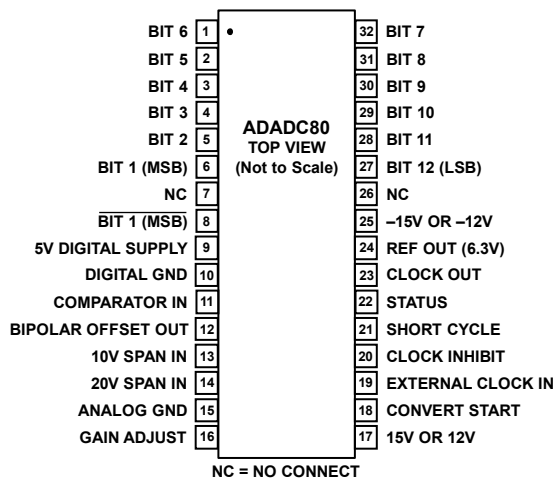 BIT 6 1 32 BIT 7
BIT 5 2 31 BIT 8
BIT 4 3 30 BIT 9
BIT 3 4 29 BIT 10
BIT 2 5 28 BIT 11
BIT 1 (MSB) 6 27 BIT 12 (LSB)
NC 7 26 NC
BIT 1 (MSB) 8 25 –15V OR –12V
5V DIGITAL SUPPLY 9 24 REF OUT (6.3V)
DIGITAL GND 10 23 CLOCK OUT
COMPARATOR IN 11 22 STATUS
BIPOLAR OFFSET OUT 12 21 SHORT CYCLE
10V SPAN IN 13 20 CLOCK INHIBIT
20V SPAN IN 14 19 EXTERNAL CLOCK IN
ANALOG GND 15 18 CONVERT START
GAIN ADJUST 16 17 15V OR 12V
ADADC80
TOP VIEW
(Not to Scale)
NC = NO CONNECT